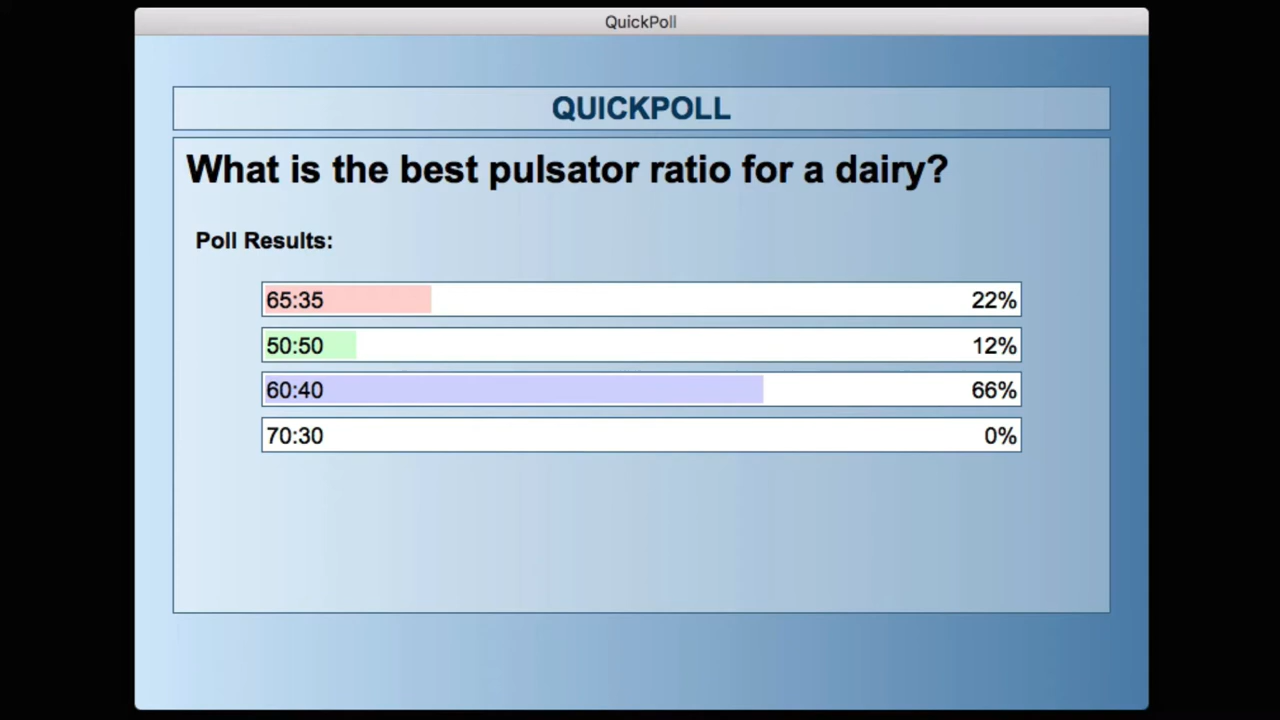 QuickPoll
QUICKPOLL
What is the best pulsator ratio for a dairy?
Poll Results:
65:35 22%
50:50 12%
60:40 66%
70:30 0%